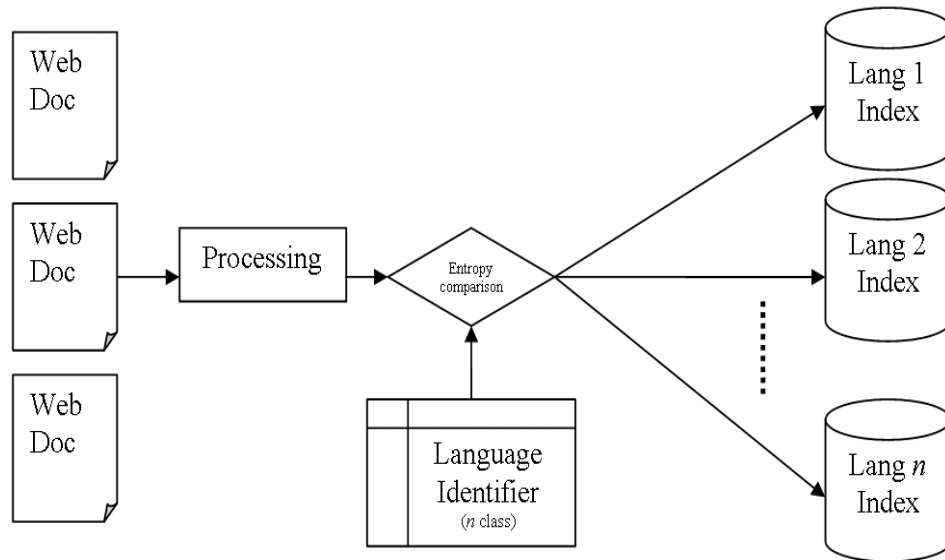 Web
Doc
Web
Doc
Web
Doc
Processing
Entropy
comparison
Language
Identifier
(n class)
Lang 1
Index
Lang 2
Index
Lang n
Index